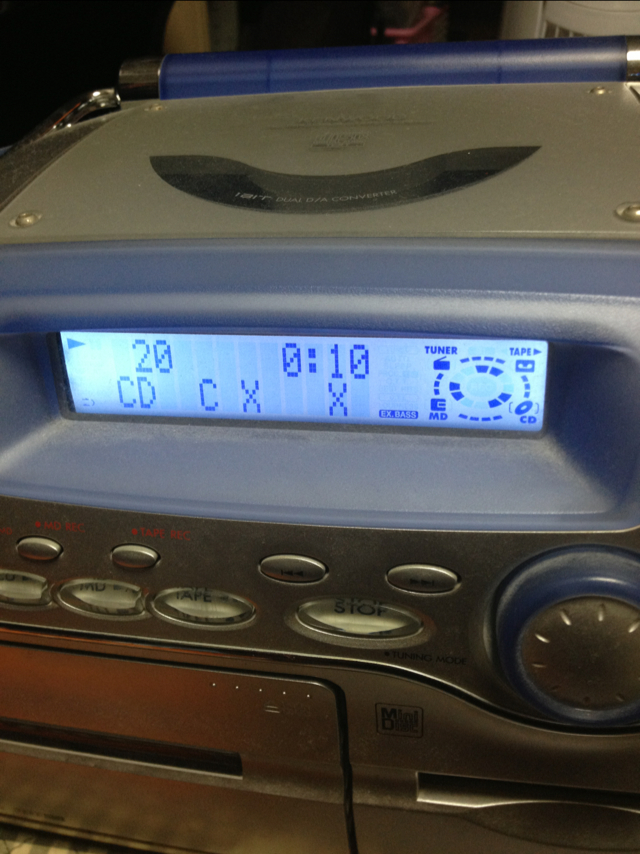 DUAL D/A CONVERTER
20 0:10
CD C X X
EX.BASS
TUNER
TAPE
MD
CD
MD REC
TAPE REC
MD
TAPE
STOP
TUNING MODE